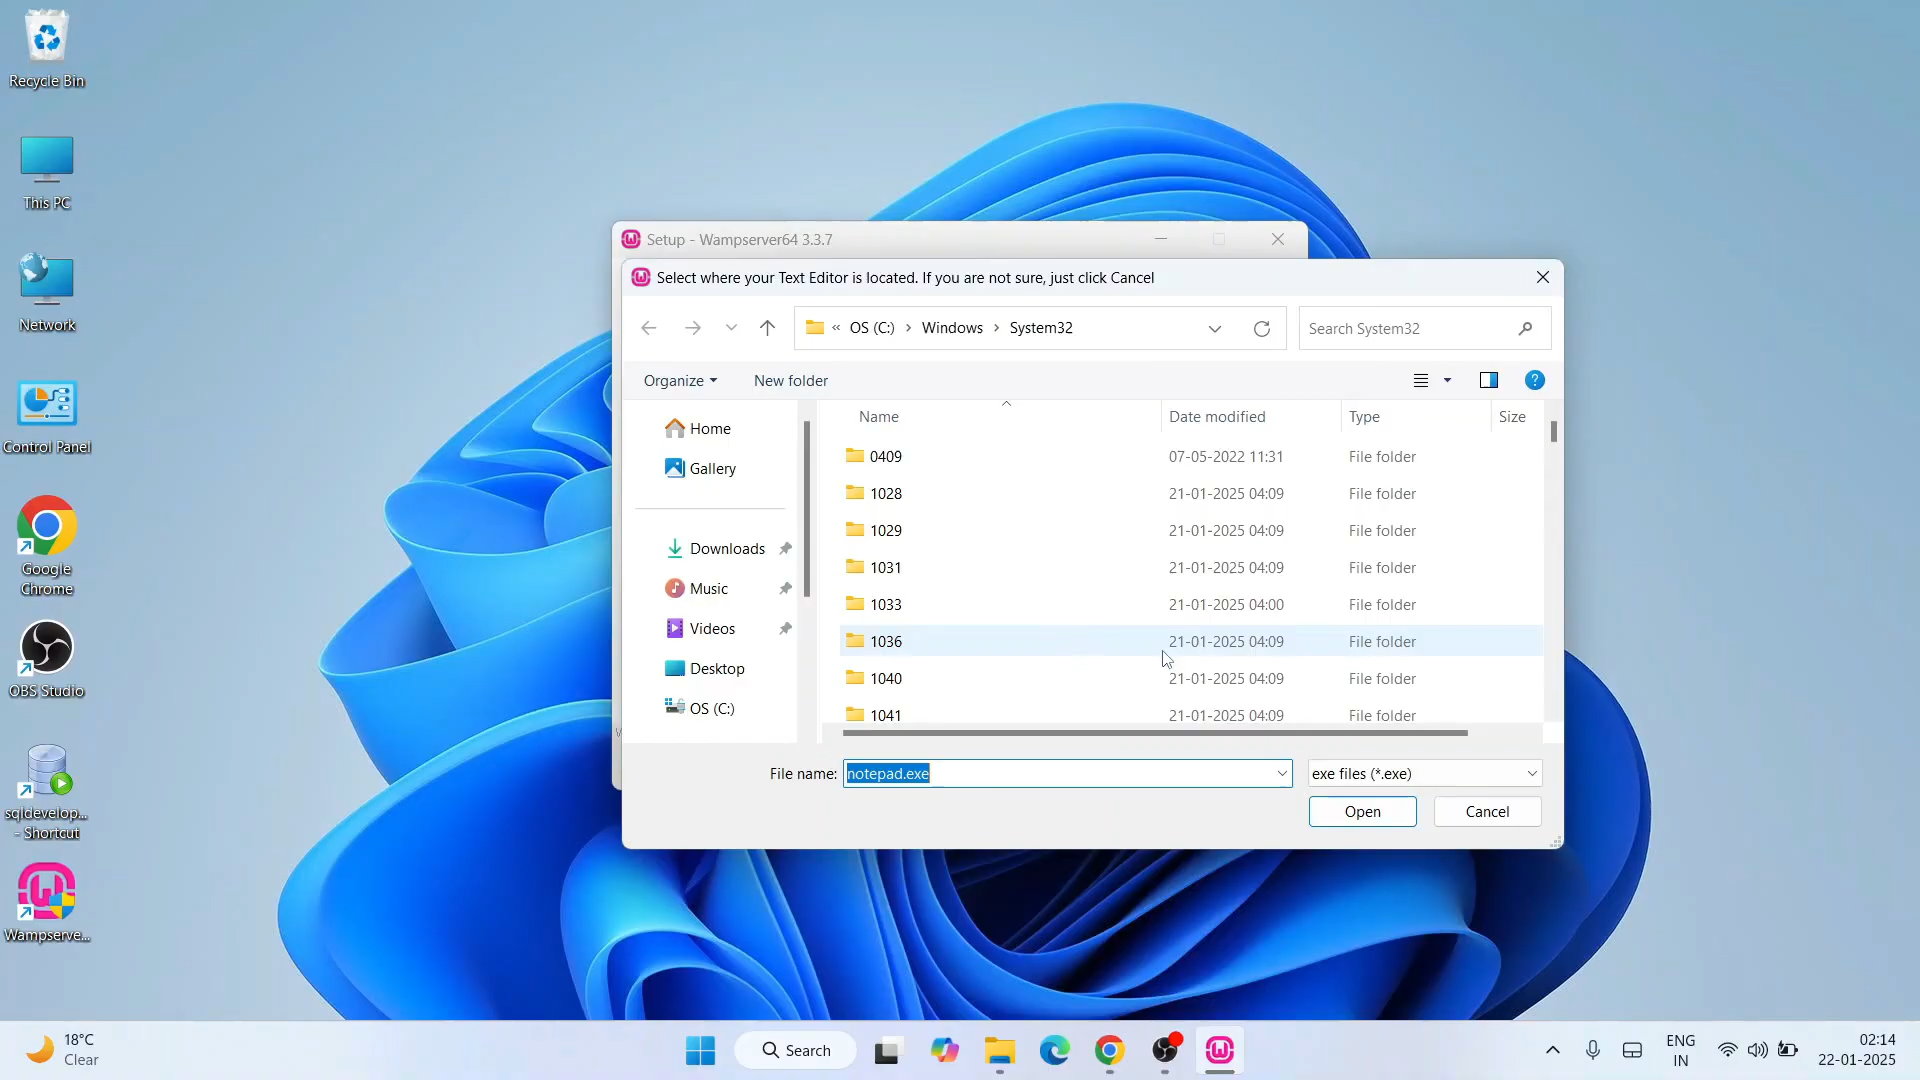 Recycle Bin
This PC
Network
Control Panel
Google
Chrome
OBS Studio
sqldevelop...
- Shortcut
Wampserve...
Setup - Wampserver64 3.3.7
Select where your Text Editor is located. If you are not sure, just click Cancel
« OS (C:) › Windows › System32
Search System32
Organize
New folder
Home
Gallery
Downloads
Music
Videos
Desktop
OS (C:)
Name Date modified Type Size
0409 07-05-2022 11:31 File folder
1028 21-01-2025 04:09 File folder
1029 21-01-2025 04:09 File folder
1031 21-01-2025 04:09 File folder
1033 21-01-2025 04:00 File folder
1036 21-01-2025 04:09 File folder
1040 21-01-2025 04:09 File folder
1041 21-01-2025 04:09 File folder
File name: notepad.exe
exe files (*.exe)
Open
Cancel
18°C
Clear
Search
ENG
IN
02:14
22-01-2025